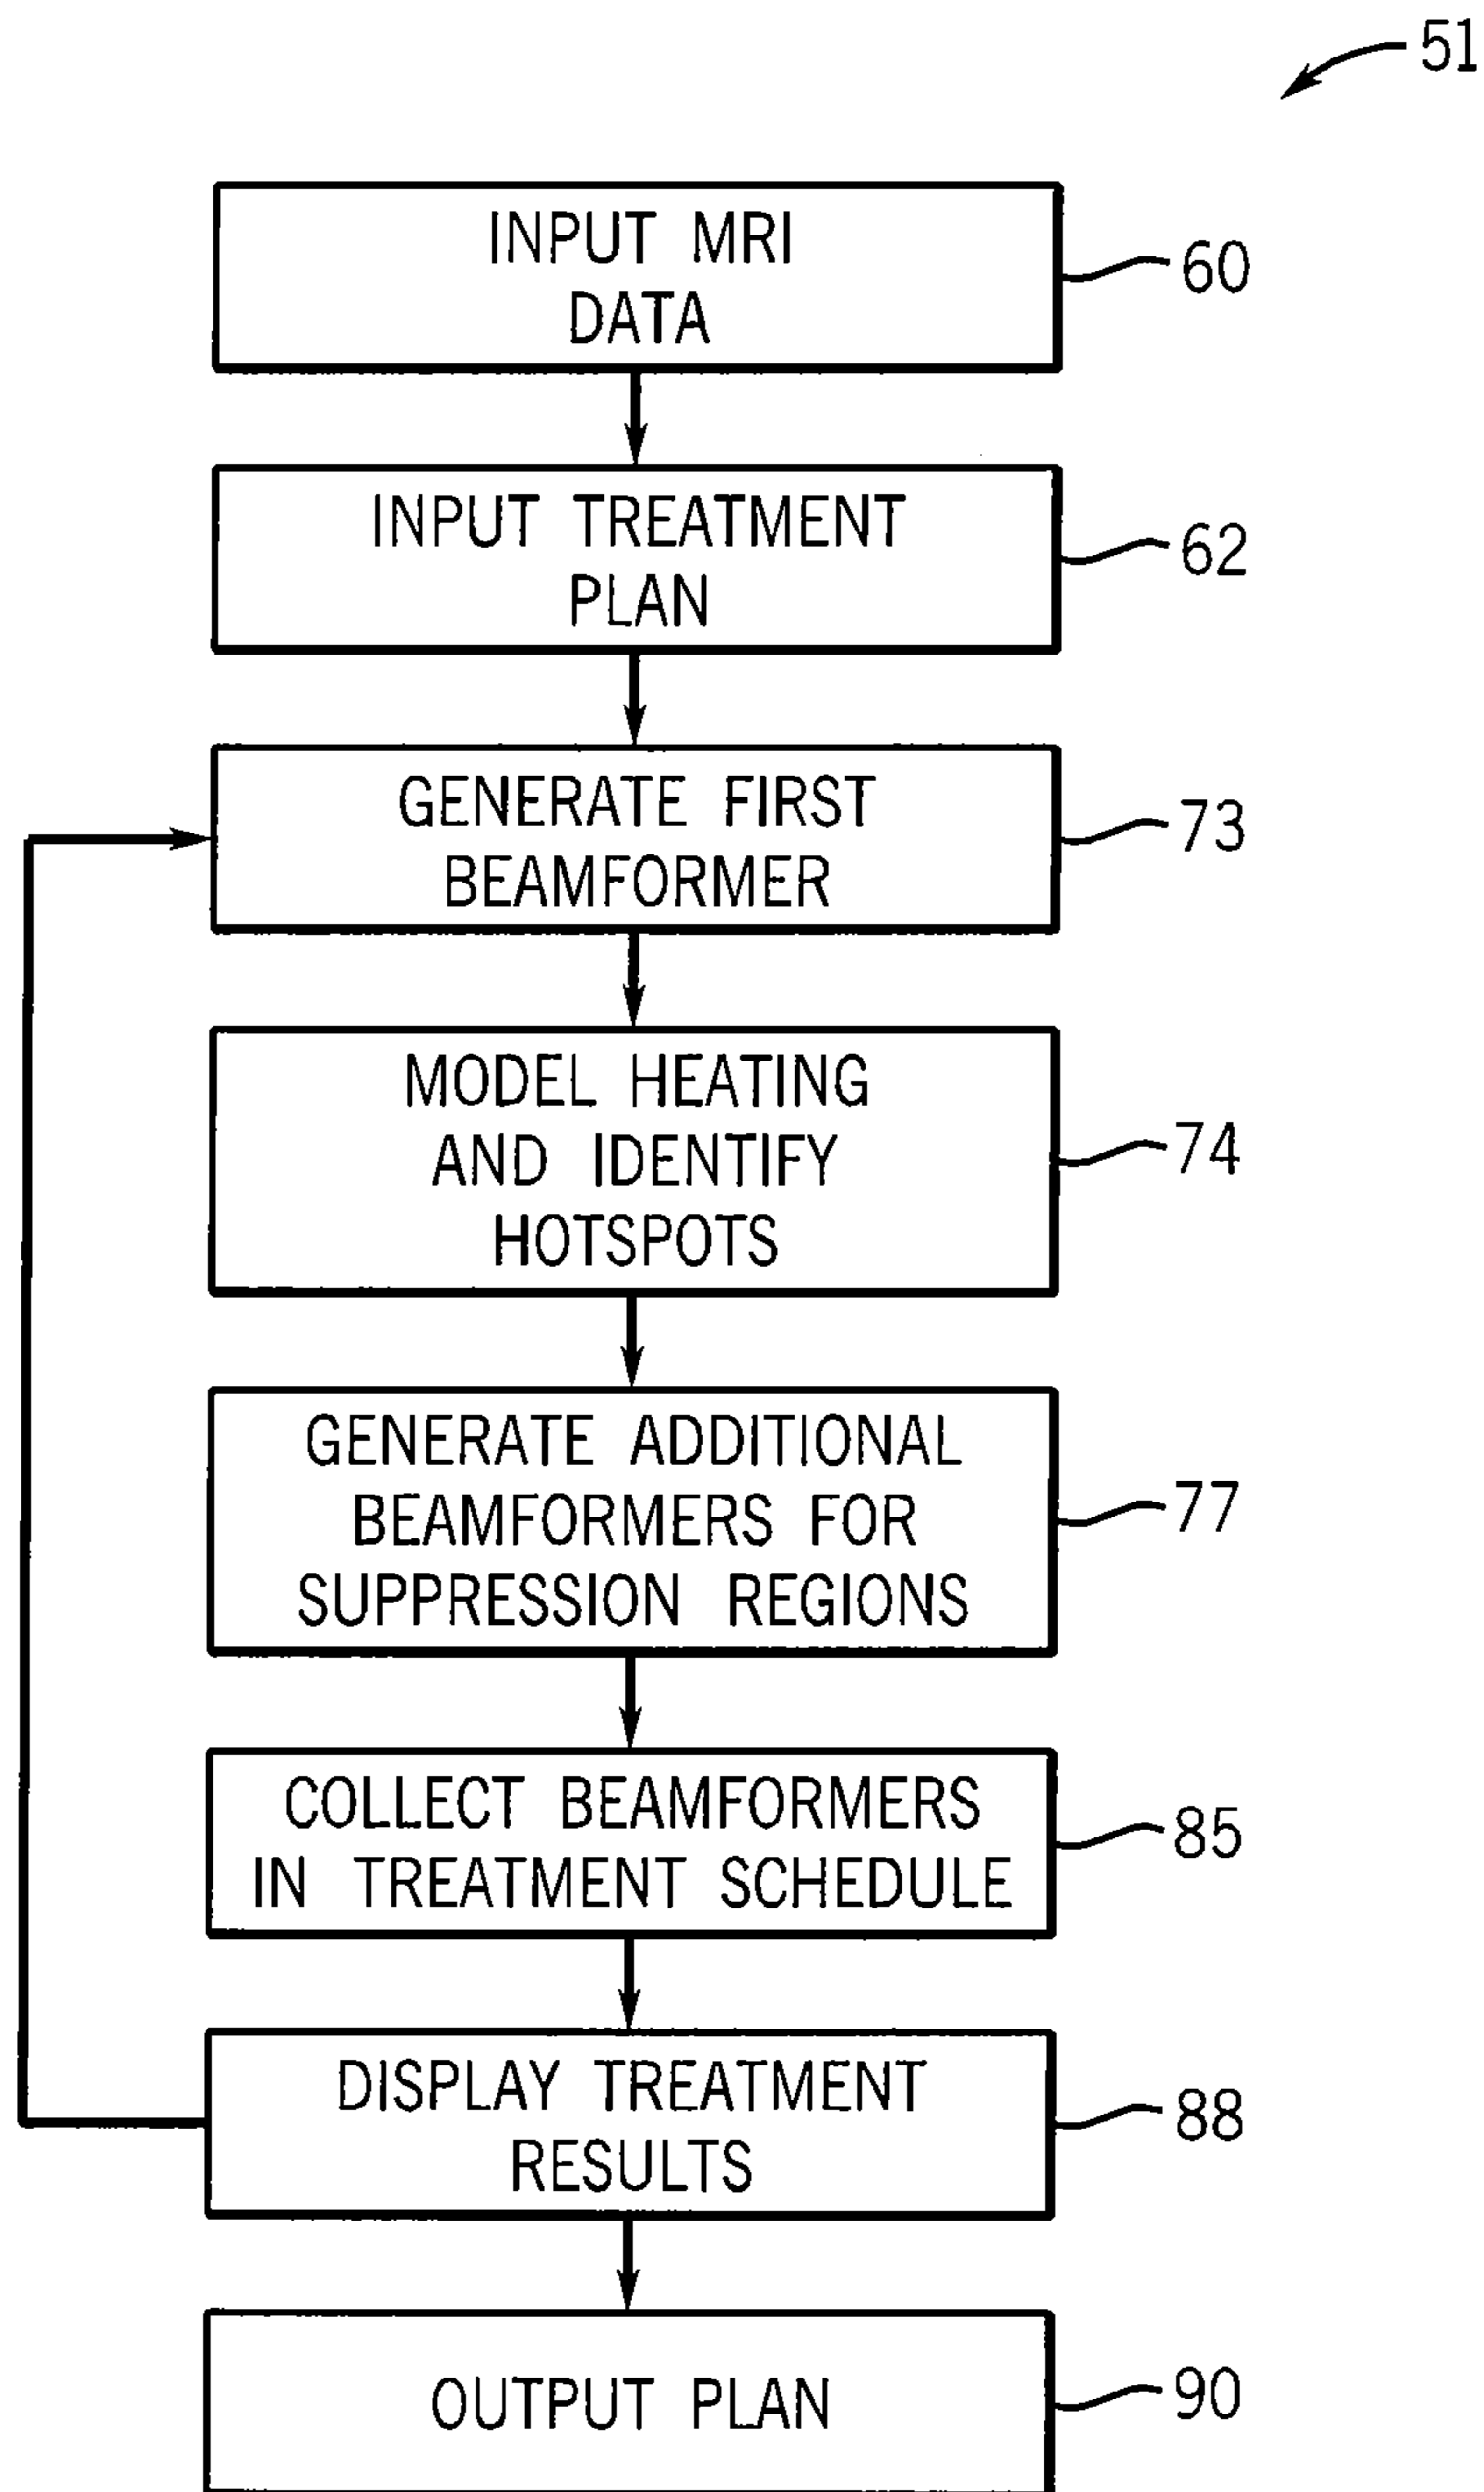 51
INPUT MRI
DATA
60
INPUT TREATMENT
PLAN
62
GENERATE FIRST
BEAMFORMER
73
MODEL HEATING
AND IDENTIFY
HOTSPOTS
74
GENERATE ADDITIONAL
BEAMFORMERS FOR
SUPPRESSION REGIONS
77
COLLECT BEAMFORMERS
IN TREATMENT SCHEDULE
85
DISPLAY TREATMENT
RESULTS
88
OUTPUT PLAN
90